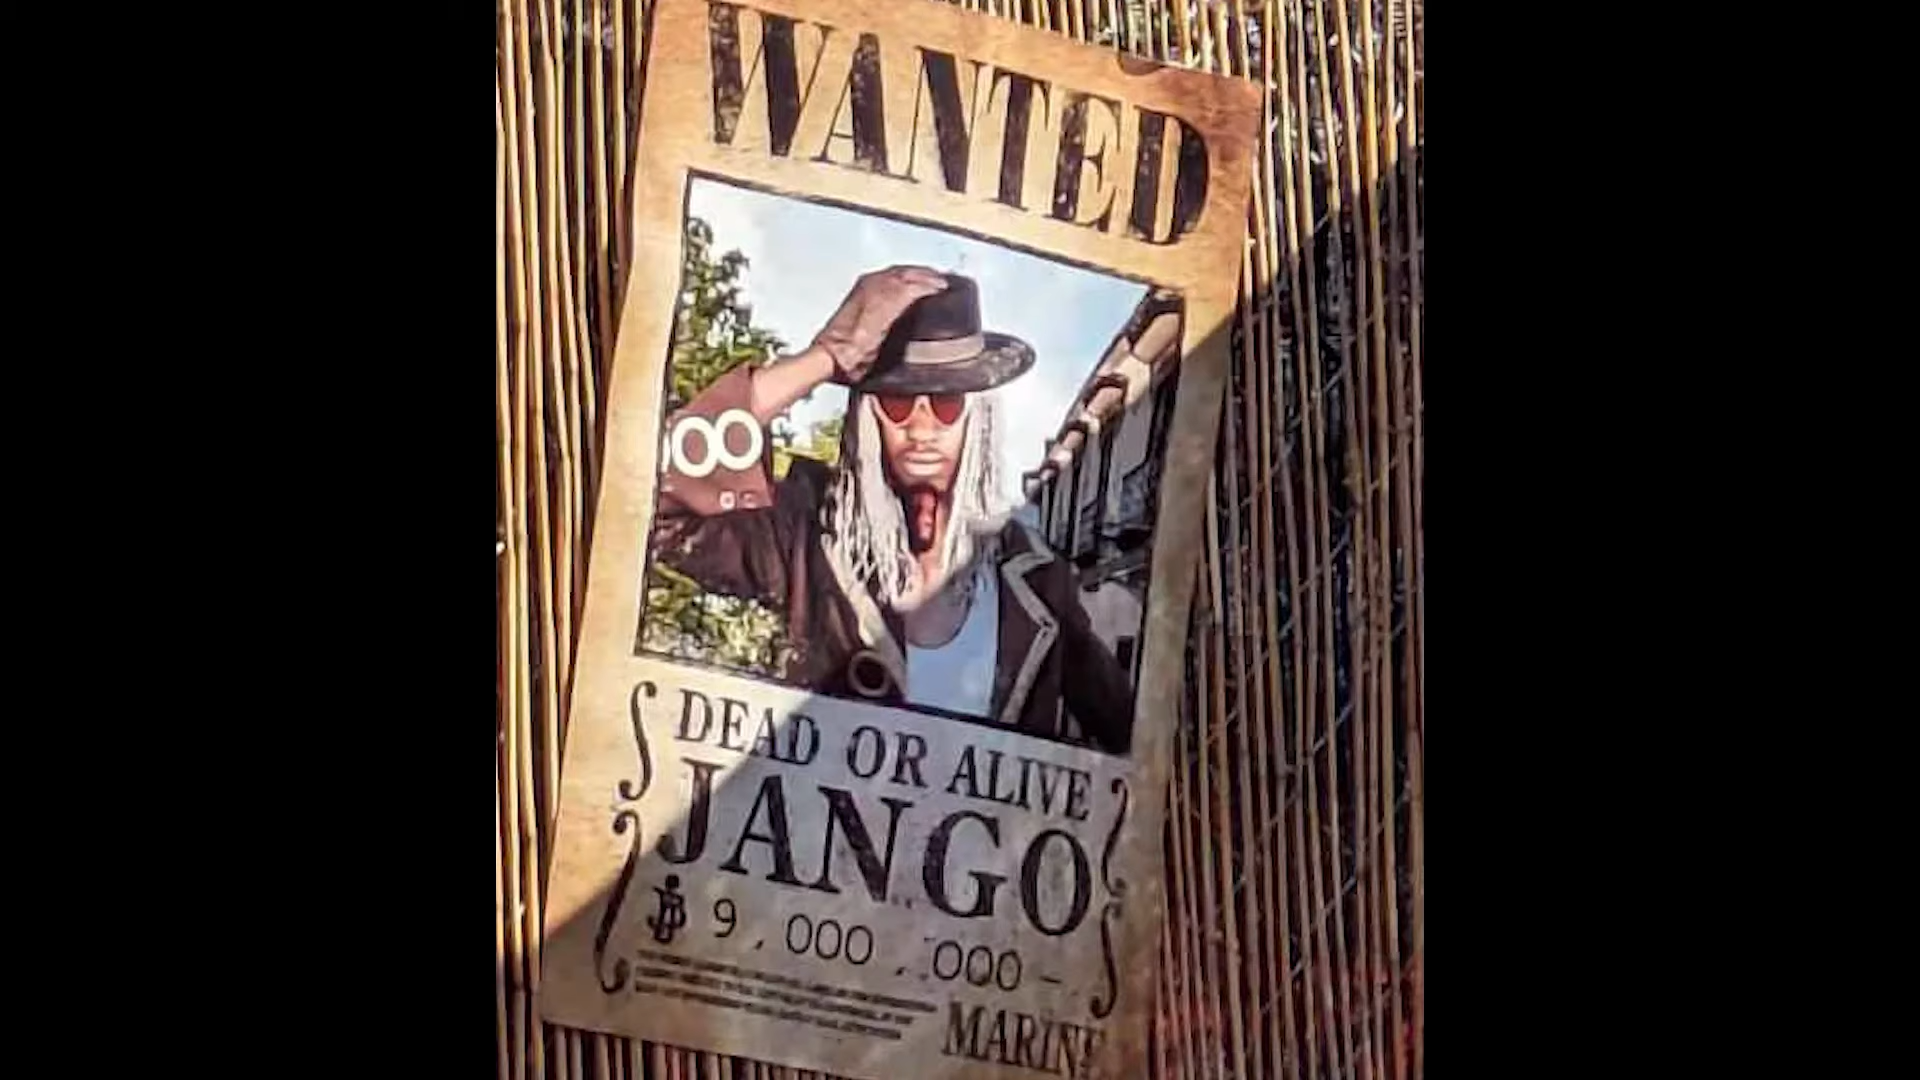 WANTED
DEAD OR ALIVE
JANGO
฿ 9,000,000-
MARINE